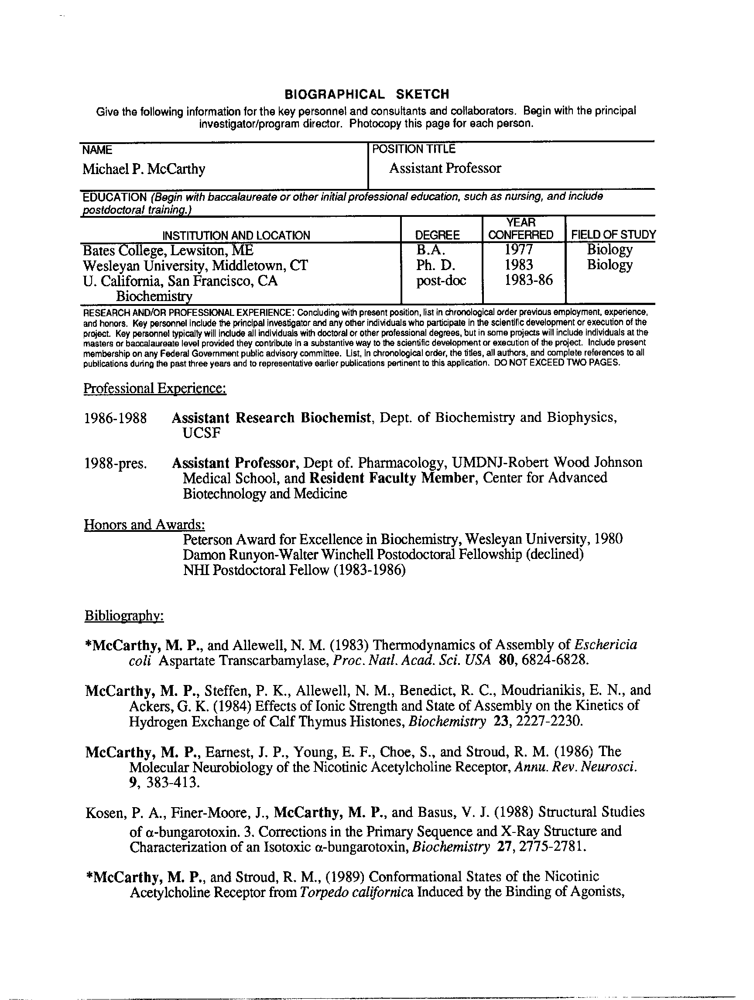 BIOGRAPHICAL SKETCH
Give the following information for the key personnel and consultants and collaborators. Begin with the principal
investigator/program director. Photocopy this page for each person.
NAME
POSITION TITLE
Michael P. McCarthy
Assistant Professor
EDUCATION (Begin with baccalaureate or other initial professional education, such as nursing, and include
postdoctoral training.)
INSTITUTION AND LOCATION
DEGREE
YEAR
CONFERRED
FIELD OF STUDY
Bates College, Lewsiton, ME
B.A.
1977
Biology
Wesleyan University, Middletown, CT
Ph. D.
1983
Biology
U. California, San Francisco, CA
post-doc
1983-86
Biochemistry
RESEARCH AND/OR PROFESSIONAL EXPERIENCE: Concluding with present position, list in chronological order previous employment, experience,
and honors. Key personnel include the principal investigator and any other individuals who participate in the scientific development or execution of the
project. Key personnel typically will include all individuals with doctoral or other professional degrees, but in some projects will include individuals at the
masters or baccalaureate level provided they contribute in a substantive way to the scientific development or execution of the project. Include present
membership on any Federal Government public advisory committee. List, in chronological order, the titles, all authors, and complete references to all
publications during the past three years and to representative earlier publications pertinent to this application. DO NOT EXCEED TWO PAGES.
Professional Experience:
1986-1988 Assistant Research Biochemist, Dept. of Biochemistry and Biophysics,
UCSF
1988-pres. Assistant Professor, Dept of. Pharmacology, UMDNJ-Robert Wood Johnson
Medical School, and Resident Faculty Member, Center for Advanced
Biotechnology and Medicine
Honors and Awards:
Peterson Award for Excellence in Biochemistry, Wesleyan University, 1980
Damon Runyon-Walter Winchell Postodoctoral Fellowship (declined)
NHI Postdoctoral Fellow (1983-1986)
Bibliography:
*McCarthy, M. P., and Allewell, N. M. (1983) Thermodynamics of Assembly of Eschericia
coli Aspartate Transcarbamylase, Proc. Natl. Acad. Sci. USA 80, 6824-6828.
McCarthy, M. P., Steffen, P. K., Allewell, N. M., Benedict, R. C., Moudrianikis, E. N., and
Ackers, G. K. (1984) Effects of Ionic Strength and State of Assembly on the Kinetics of
Hydrogen Exchange of Calf Thymus Histones, Biochemistry 23, 2227-2230.
McCarthy, M. P., Earnest, J. P., Young, E. F., Choe, S., and Stroud, R. M. (1986) The
Molecular Neurobiology of the Nicotinic Acetylcholine Receptor, Annu. Rev. Neurosci.
9, 383-413.
Kosen, P. A., Finer-Moore, J., McCarthy, M. P., and Basus, V. J. (1988) Structural Studies
of α-bungarotoxin. 3. Corrections in the Primary Sequence and X-Ray Structure and
Characterization of an Isotoxic α-bungarotoxin, Biochemistry 27, 2775-2781.
*McCarthy, M. P., and Stroud, R. M., (1989) Conformational States of the Nicotinic
Acetylcholine Receptor from Torpedo californica Induced by the Binding of Agonists,